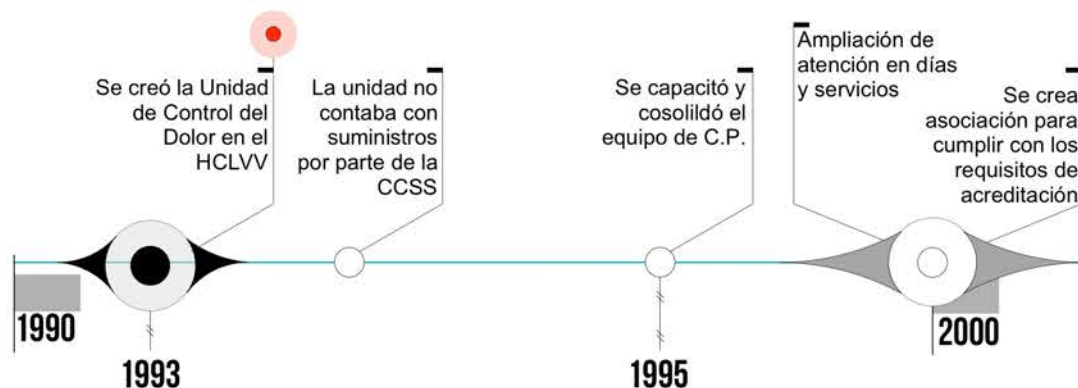 Se creó la Unidad
de Control del
Dolor en el
HCLVV
La unidad no
contaba con
suministros
por parte de la
CCSS
Se capacitó y
cosolildó el
equipo de C.P.
Ampliación de
atención en días
y servicios
Se crea
asociación para
cumplir con los
requisitos de
acreditación
1990
1993
1995
2000